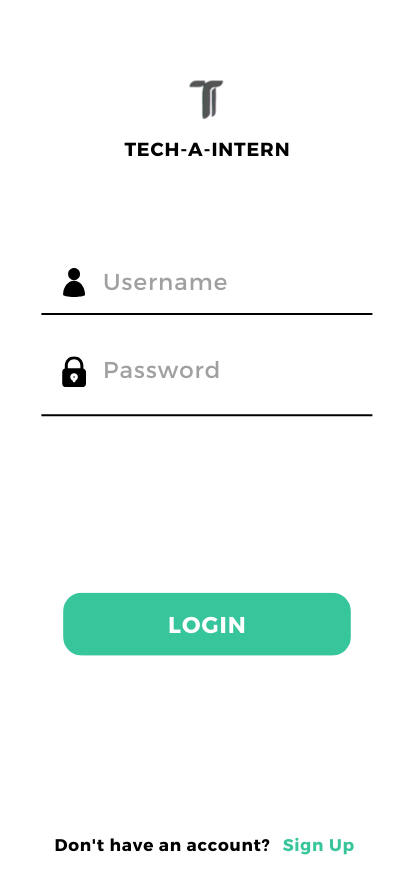 TECH-A-INTERN
Username
Password
LOGIN
Don't have an account? Sign Up